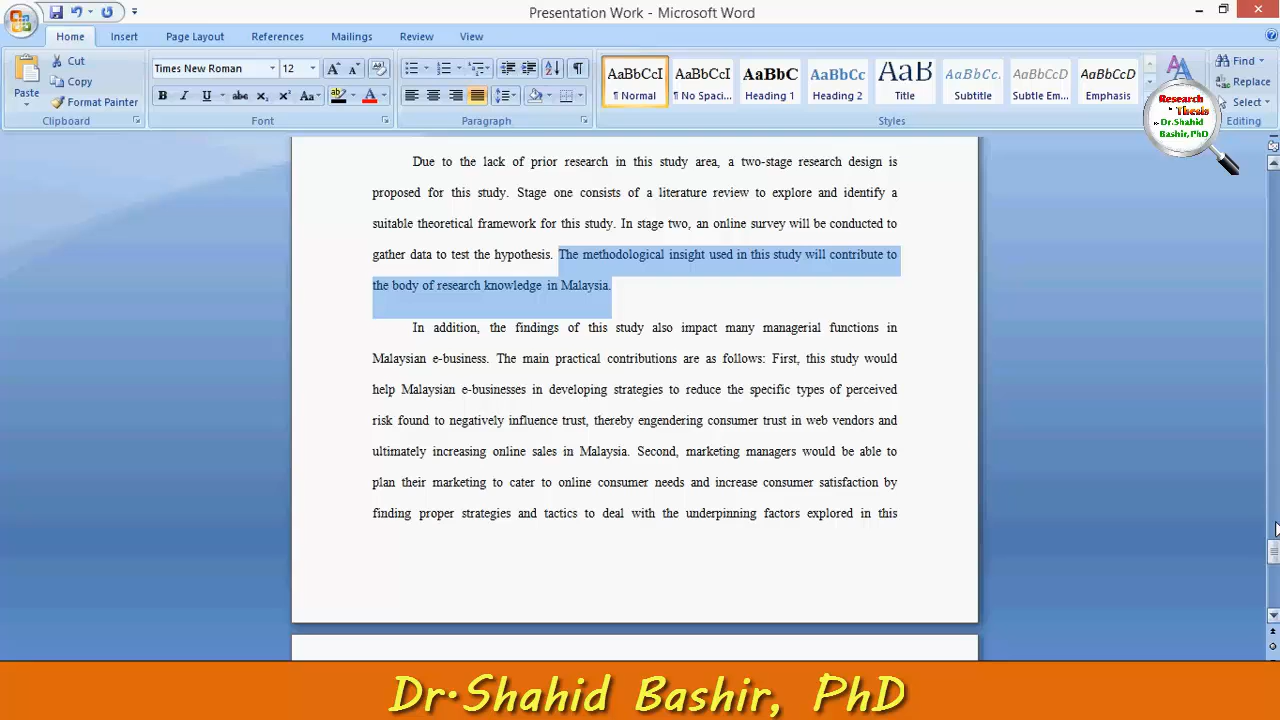 Presentation Work - Microsoft Word
Home Insert Page Layout References Mailings Review View
Paste
Cut
Copy
Format Painter
Clipboard
Times New Roman 12
Font
Paragraph
AaBbCcI AaBbCcI AaBbC AaBbCc AaB AaBbCc. AaBbCcD AaBbCcD
¶ Normal ¶ No Spaci... Heading 1 Heading 2 Title Subtitle Subtle Em... Emphasis
Styles
Find
Replace
Select
Editing
Research
Thesis
Dr.Shahid
Bashir, PhD
Due to the lack of prior research in this study area, a two-stage research design is
proposed for this study. Stage one consists of a literature review to explore and identify a
suitable theoretical framework for this study. In stage two, an online survey will be conducted to
gather data to test the hypothesis. The methodological insight used in this study will contribute to
the body of research knowledge in Malaysia.
In addition, the findings of this study also impact many managerial functions in
Malaysian e-business. The main practical contributions are as follows: First, this study would
help Malaysian e-businesses in developing strategies to reduce the specific types of perceived
risk found to negatively influence trust, thereby engendering consumer trust in web vendors and
ultimately increasing online sales in Malaysia. Second, marketing managers would be able to
plan their marketing to cater to online consumer needs and increase consumer satisfaction by
finding proper strategies and tactics to deal with the underpinning factors explored in this
Dr.Shahid Bashir, PhD